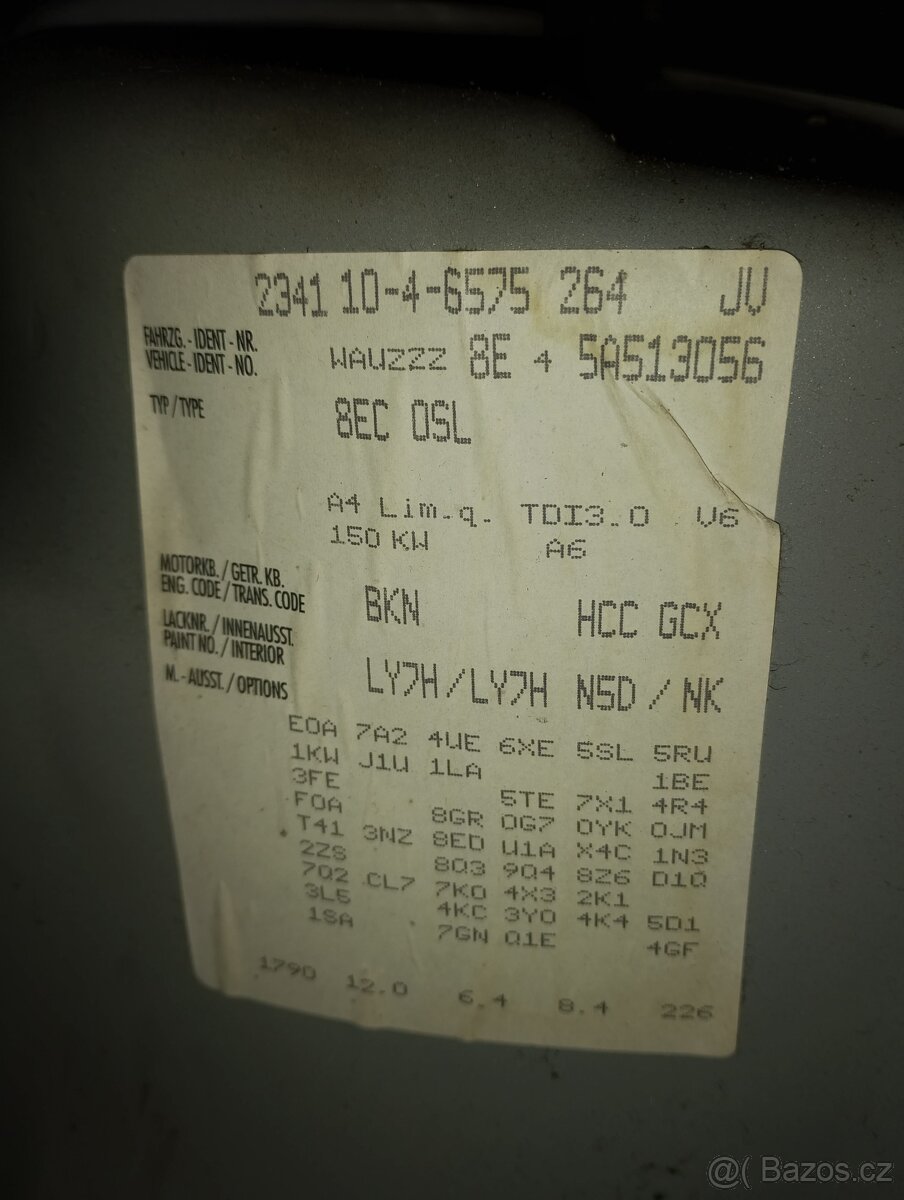 2341 10-4-6575 264 JV
FAHRZG.-IDENT-NR.
VEHICLE-IDENT-NO. WAUZZZ 8E 4 5A513056
TYP/TYPE 8EC 0SL
A4 Lim.q. TDI3.0 V6
150 KW A6
MOTORKB./GETR.KB.
ENG.CODE/TRANS.CODE BKN HCC GCX
LACKNR./INNENAUSST.
PAINT NO./INTERIOR LY7H/LY7H N5D / NK
M.-AUSST./OPTIONS
E0A 7A2 4UE 6XE 5SL 5RU
1KW J1U 1LA 1BE
3FE 5TE 7X1 4R4
F0A 8GR 0G7 0YK 0JM
T41 3NZ 8ED U1A X4C 1N3
2ZS 8Q3 9Q4 8Z6 D1Q
7Q2 CL7 7K0 4X3 2K1
3L5 4KC 3Y0 4K4 5D1
1SA 7GN Q1E 4GF
1790 12.0 6.4 8.4 226
@( Bazos.cz